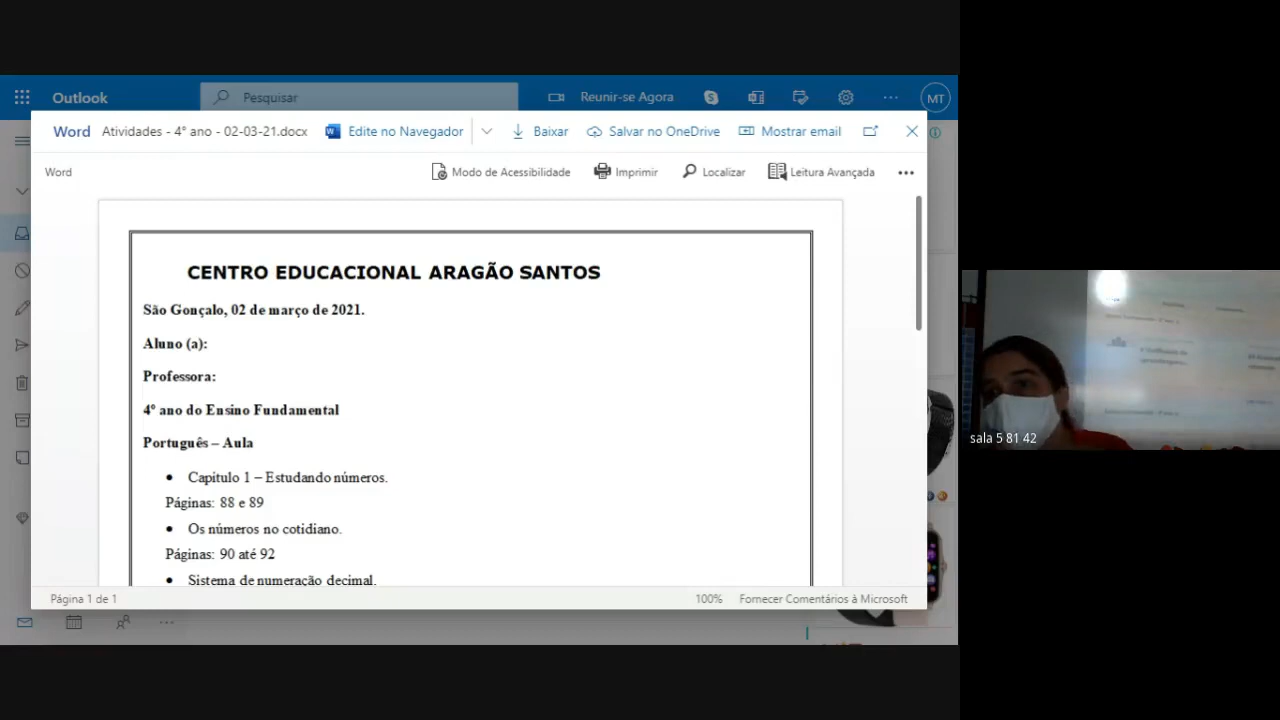 Outlook
Pesquisar
Reunir-se Agora
MT
Word
Atividades - 4° ano - 02-03-21.docx
Edite no Navegador
Baixar
Salvar no OneDrive
Mostrar email
Word
Modo de Acessibilidade
Imprimir
Localizar
Leitura Avançada
CENTRO EDUCACIONAL ARAGÃO SANTOS
São Gonçalo, 02 de março de 2021.
Aluno (a):
Professora:
4º ano do Ensino Fundamental
Português – Aula
• Capitulo 1 – Estudando números.
Páginas: 88 e 89
• Os números no cotidiano.
Páginas: 90 até 92
• Sistema de numeração decimal.
Página 1 de 1
100%
Fornecer Comentários à Microsoft
sala 5 81 42